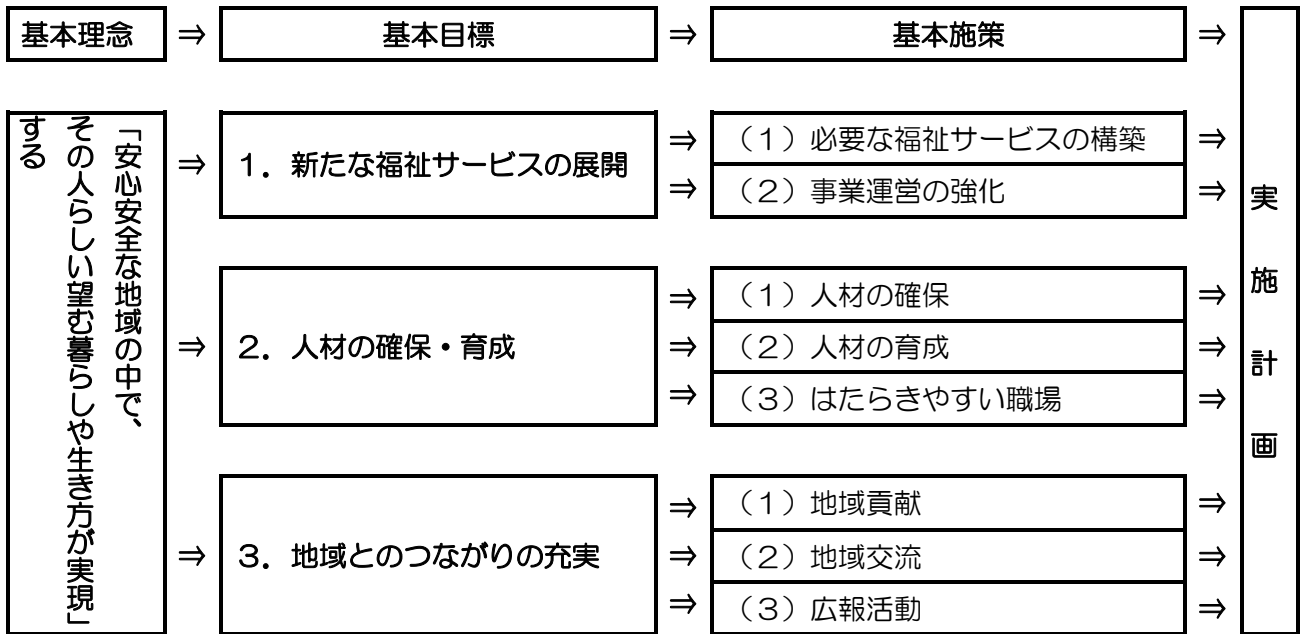 基本理念 ⇒ 基本目標 ⇒ 基本施策 ⇒
実施計画
「安心安全な地域の中で、
その人らしい望む暮らしや生き方が実現」
する
⇒ 1．新たな福祉サービスの展開
⇒ （1）必要な福祉サービスの構築 ⇒
⇒ （2）事業運営の強化 ⇒
⇒ 2．人材の確保・育成
⇒ （1）人材の確保 ⇒
⇒ （2）人材の育成 ⇒
⇒ （3）はたらきやすい職場 ⇒
⇒ 3．地域とのつながりの充実
⇒ （1）地域貢献 ⇒
⇒ （2）地域交流 ⇒
⇒ （3）広報活動 ⇒